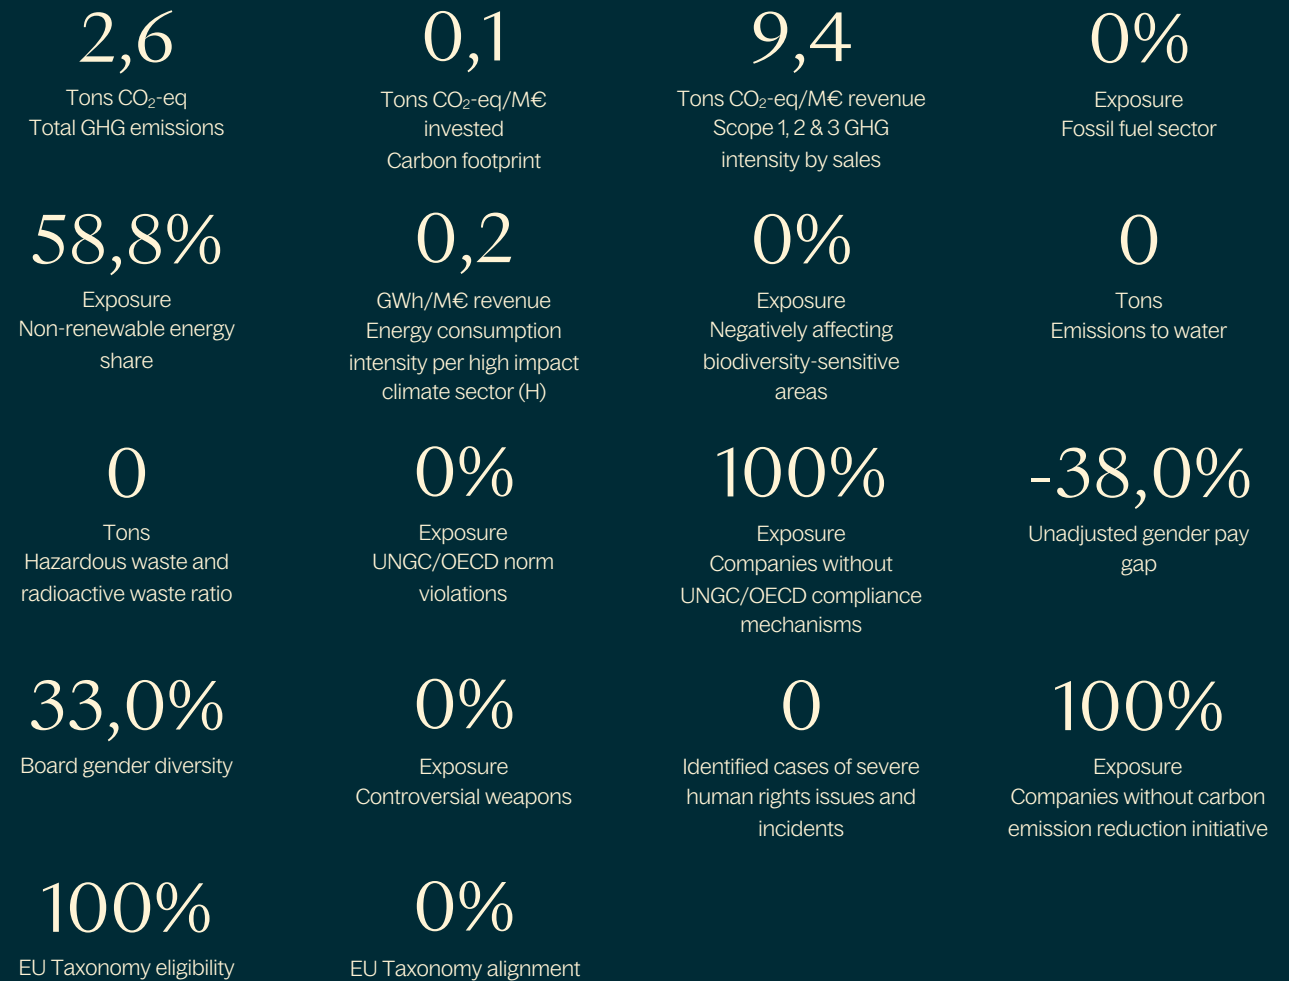 2,6
Tons CO₂-eq
Total GHG emissions
0,1
Tons CO₂-eq/M€
invested
Carbon footprint
9,4
Tons CO₂-eq/M€ revenue
Scope 1, 2 & 3 GHG
intensity by sales
0%
Exposure
Fossil fuel sector
58,8%
Exposure
Non-renewable energy
share
0,2
GWh/M€ revenue
Energy consumption
intensity per high impact
climate sector (H)
0%
Exposure
Negatively affecting
biodiversity-sensitive
areas
0
Tons
Emissions to water
0
Tons
Hazardous waste and
radioactive waste ratio
0%
Exposure
UNGC/OECD norm
violations
100%
Exposure
Companies without
UNGC/OECD compliance
mechanisms
-38,0%
Unadjusted gender pay
gap
33,0%
Board gender diversity
0%
Exposure
Controversial weapons
0
Identified cases of severe
human rights issues and
incidents
100%
Exposure
Companies without carbon
emission reduction initiative
100%
EU Taxonomy eligibility
0%
EU Taxonomy alignment